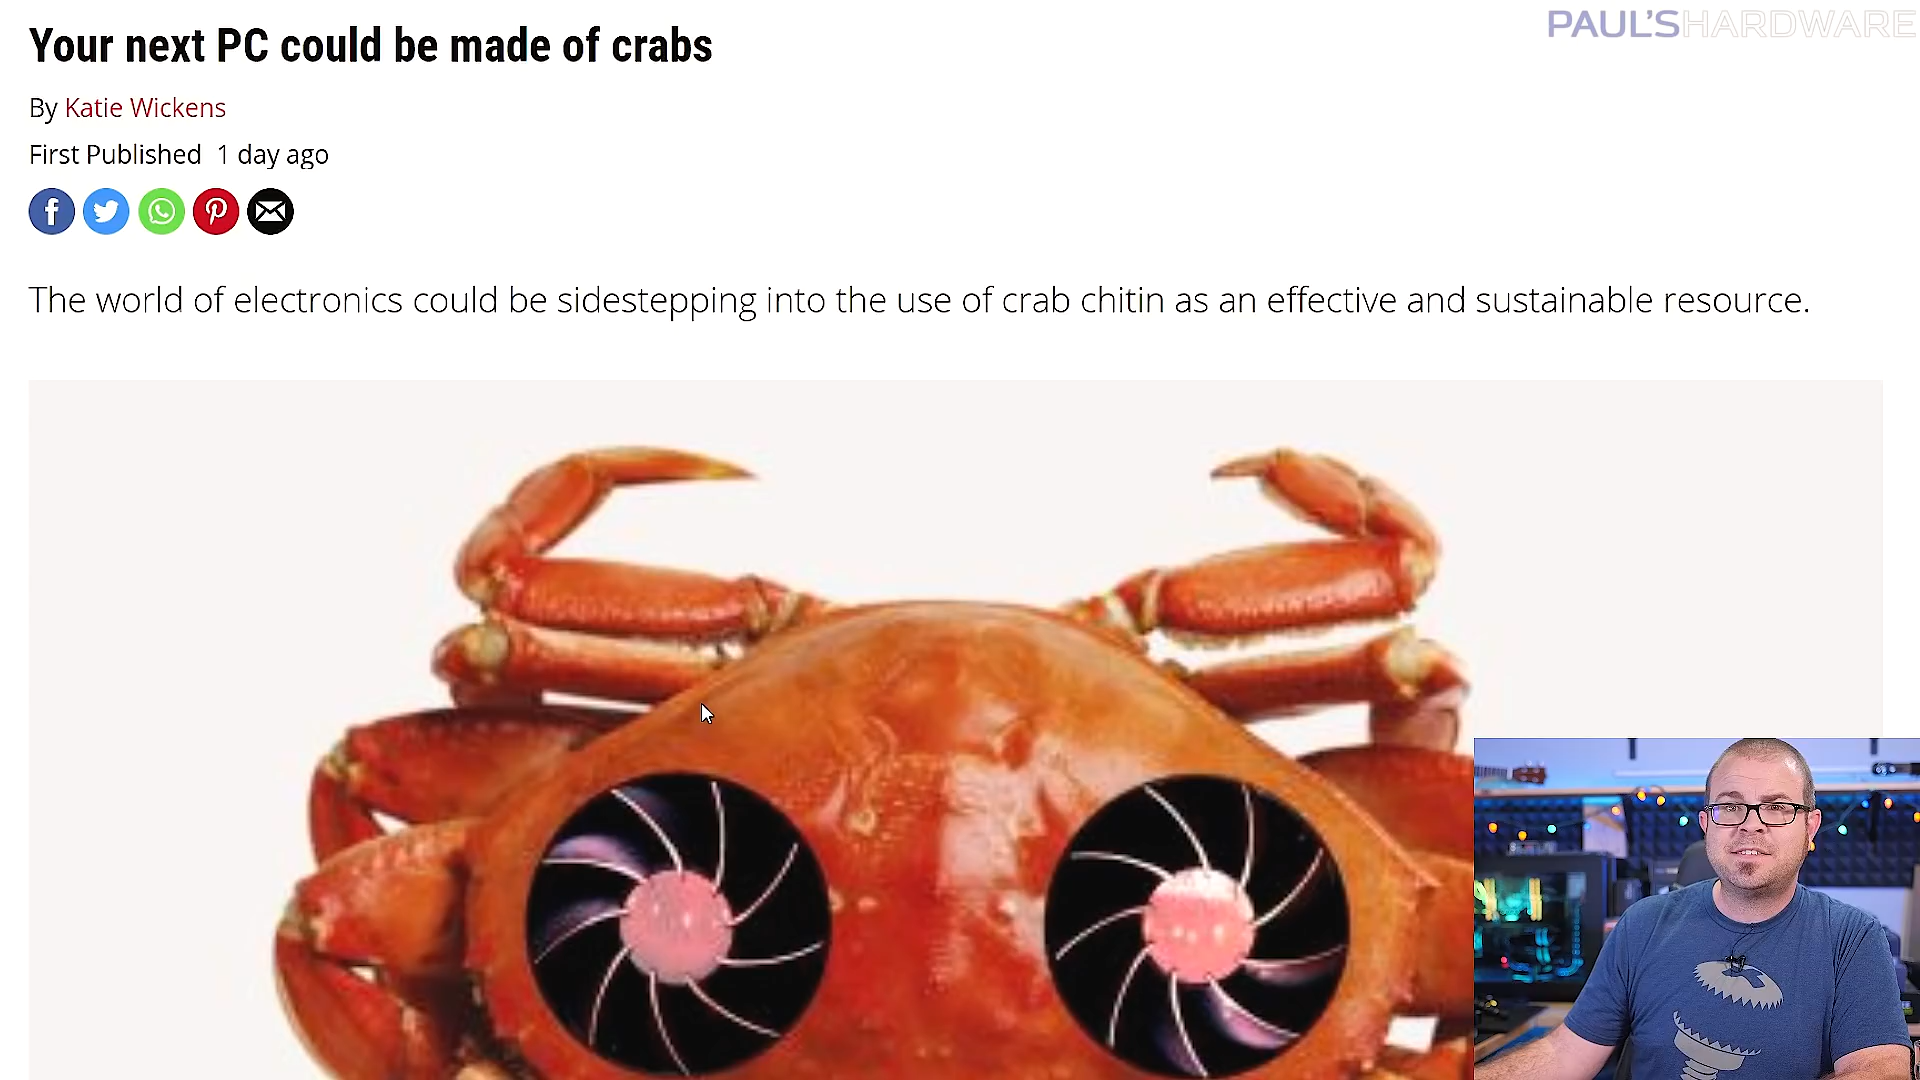 PAUL'SHARDWARE
Your next PC could be made of crabs
By Katie Wickens
First Published 1 day ago
The world of electronics could be sidestepping into the use of crab chitin as an effective and sustainable resource.